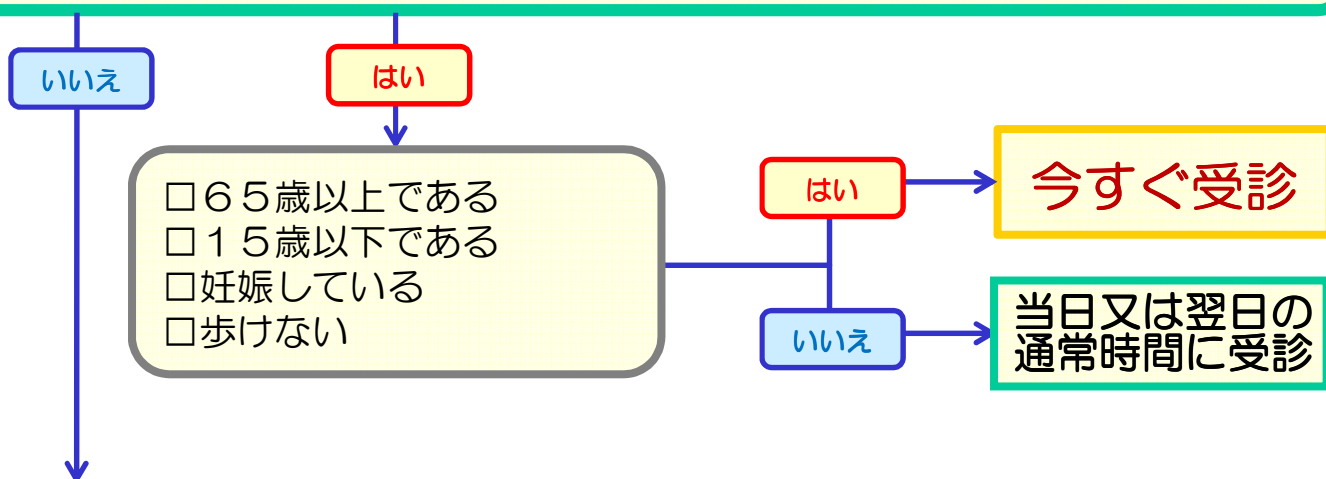 いいえ
はい
□６５歳以上である
□１５歳以下である
□妊娠している
□歩けない
はい
今すぐ受診
いいえ
当日又は翌日の
通常時間に受診